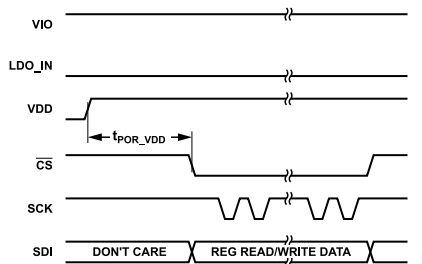 VIO
LDO_IN
VDD
tPOR_VDD
CS
SCK
SDI DON'T CARE REG READ/WRITE DATA